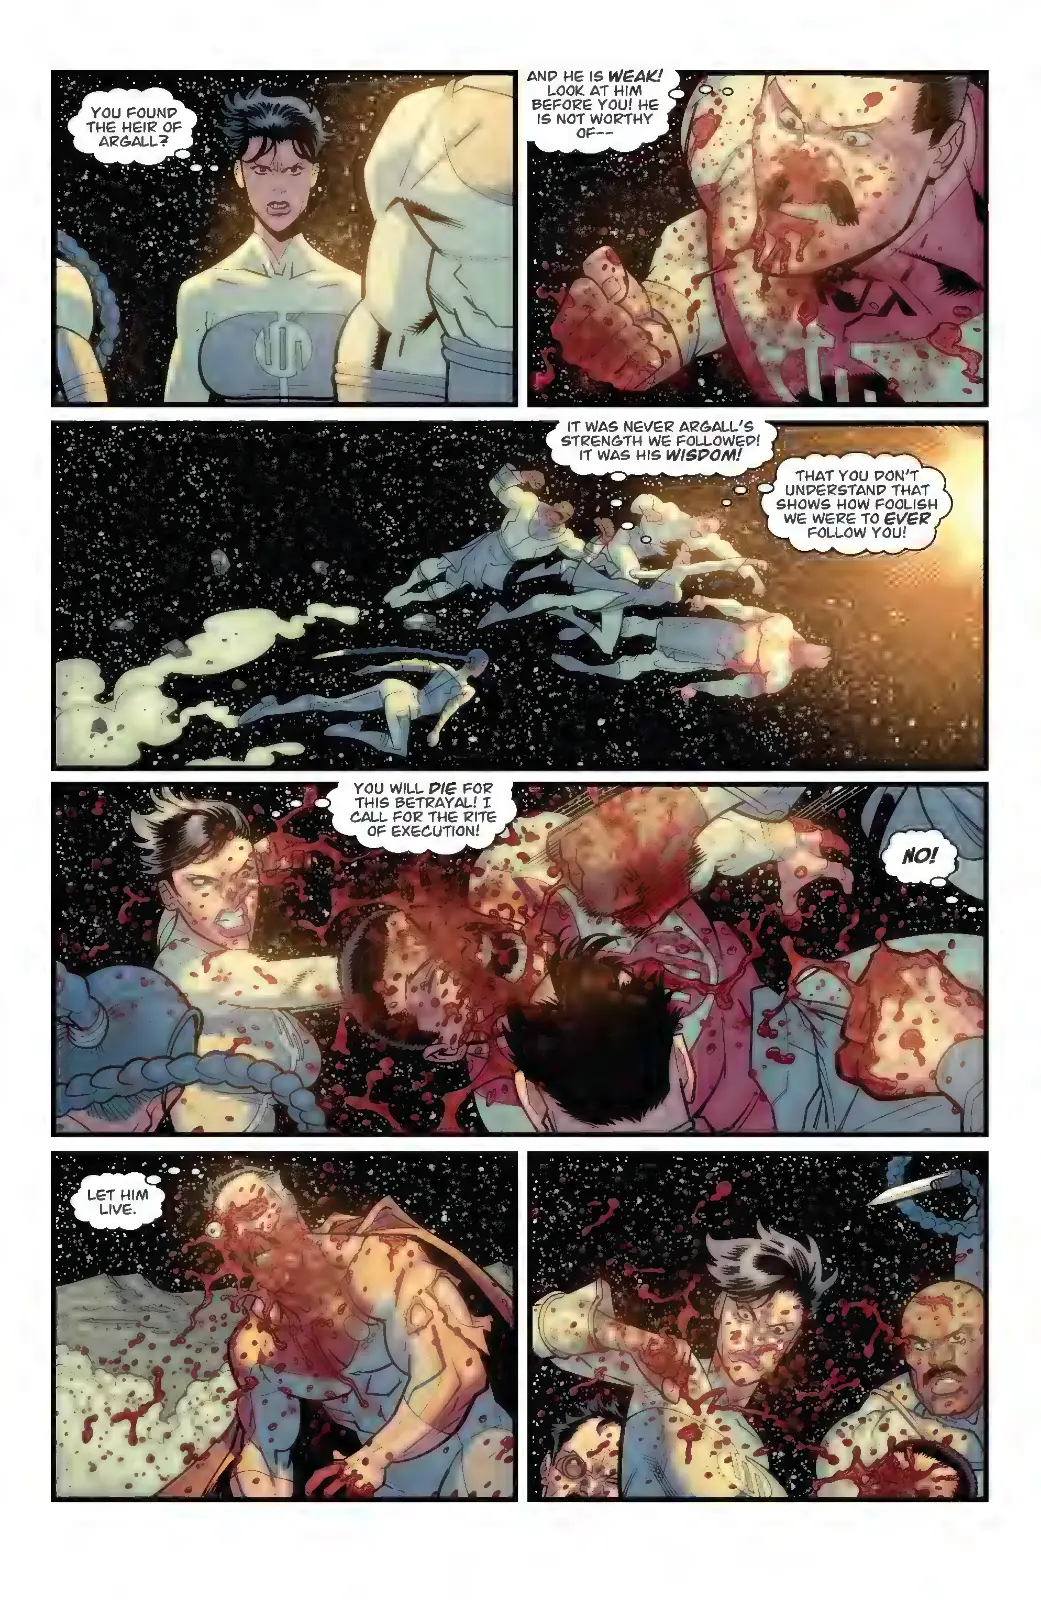 YOU FOUND
THE HEIR OF
ARGALL?
AND HE IS WEAK!
LOOK AT HIM
BEFORE YOU! HE
IS NOT WORTHY
OF--
IT WAS NEVER ARGALL'S
STRENGTH WE FOLLOWED!
IT WAS HIS WISDOM!
THAT YOU DON'T
UNDERSTAND THAT
SHOWS HOW FOOLISH
WE WERE TO EVER
FOLLOW YOU!
YOU WILL DIE FOR
THIS BETRAYAL! I
CALL FOR THE RITE
OF EXECUTION!
NO!
LET HIM
LIVE.